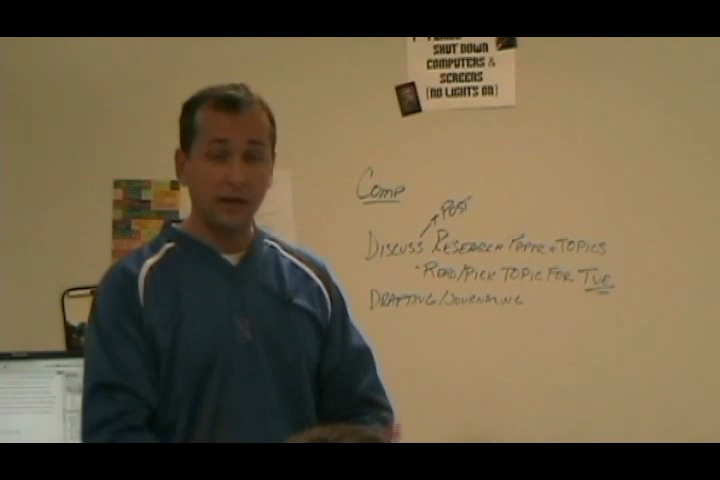 SHUT DOWN
COMPUTERS &
SCREENS
(NO LIGHTS ON)
COMP
POST
DISCUSS RESEARCH PAPER + TOPICS
- READ/PICK TOPIC FOR TUE
DRAFTING/JOURNALING